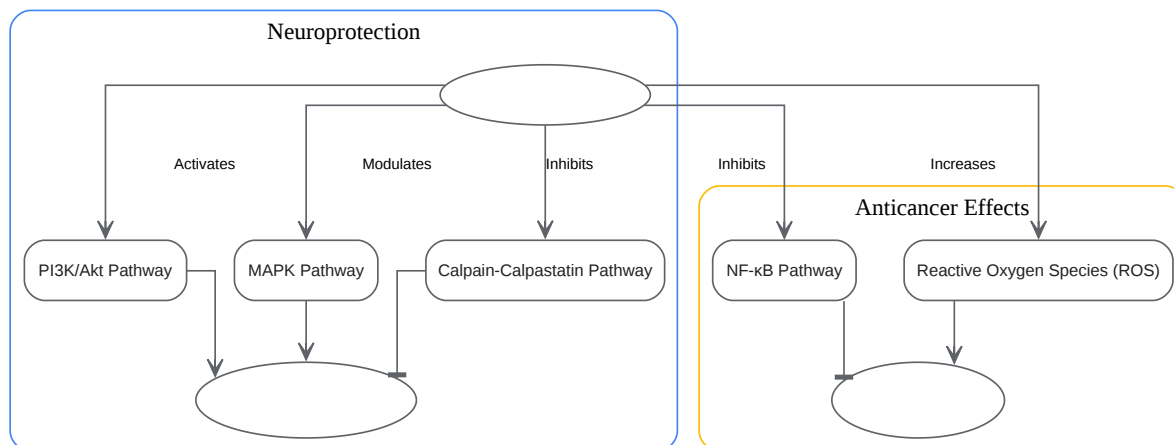 Neuroprotection
Activates
Modulates
Inhibits
Inhibits
Increases
Anticancer Effects
PI3K/Akt Pathway
MAPK Pathway
Calpain-Calpastatin Pathway
NF-κB Pathway
Reactive Oxygen Species (ROS)